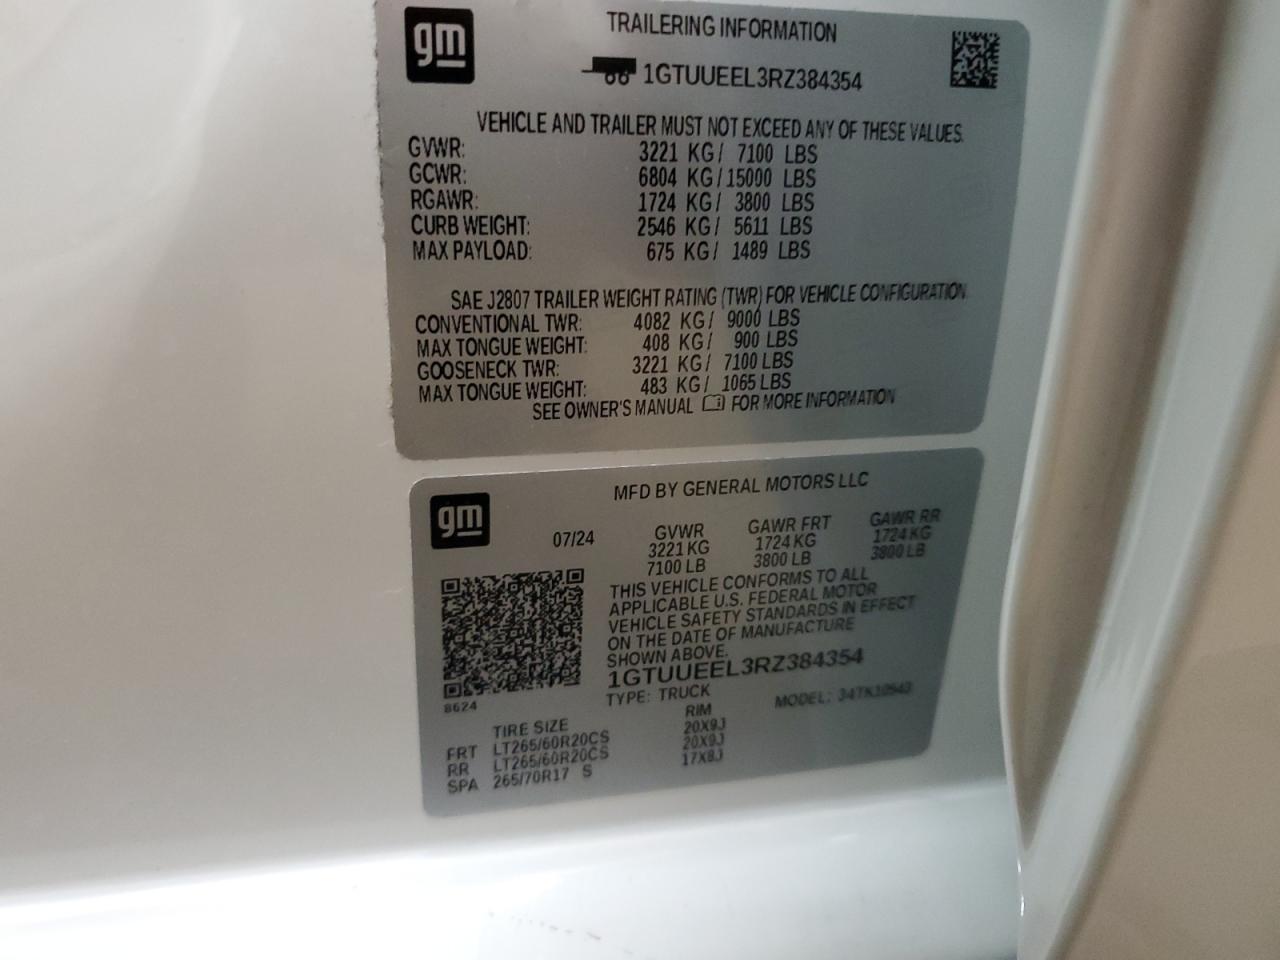 gm
TRAILERING INFORMATION
1GTUUEEL3RZ384354
VEHICLE AND TRAILER MUST NOT EXCEED ANY OF THESE VALUES.
GVWR: 3221 KG/ 7100 LBS
GCWR: 6804 KG/15000 LBS
RGAWR: 1724 KG/ 3800 LBS
CURB WEIGHT: 2546 KG/ 5611 LBS
MAX PAYLOAD: 675 KG/ 1489 LBS
SAE J2807 TRAILER WEIGHT RATING (TWR) FOR VEHICLE CONFIGURATION
CONVENTIONAL TWR: 4082 KG/ 9000 LBS
MAX TONGUE WEIGHT: 408 KG/ 900 LBS
GOOSENECK TWR: 3221 KG/ 7100 LBS
MAX TONGUE WEIGHT: 483 KG/ 1065 LBS
SEE OWNER'S MANUAL FOR MORE INFORMATION
gm
MFD BY GENERAL MOTORS LLC
07/24 GVWR GAWR FRT GAWR RR
3221 KG 1724 KG 1724 KG
7100 LB 3800 LB 3800 LB
THIS VEHICLE CONFORMS TO ALL
APPLICABLE U.S. FEDERAL MOTOR
VEHICLE SAFETY STANDARDS IN EFFECT
ON THE DATE OF MANUFACTURE
SHOWN ABOVE.
1GTUUEEL3RZ384354
8624 TYPE: TRUCK MODEL: 34TK10543
TIRE SIZE RIM
FRT LT265/60R20CS 20X9J
RR LT265/60R20CS 20X9J
SPA 265/70R17 S 17X8J